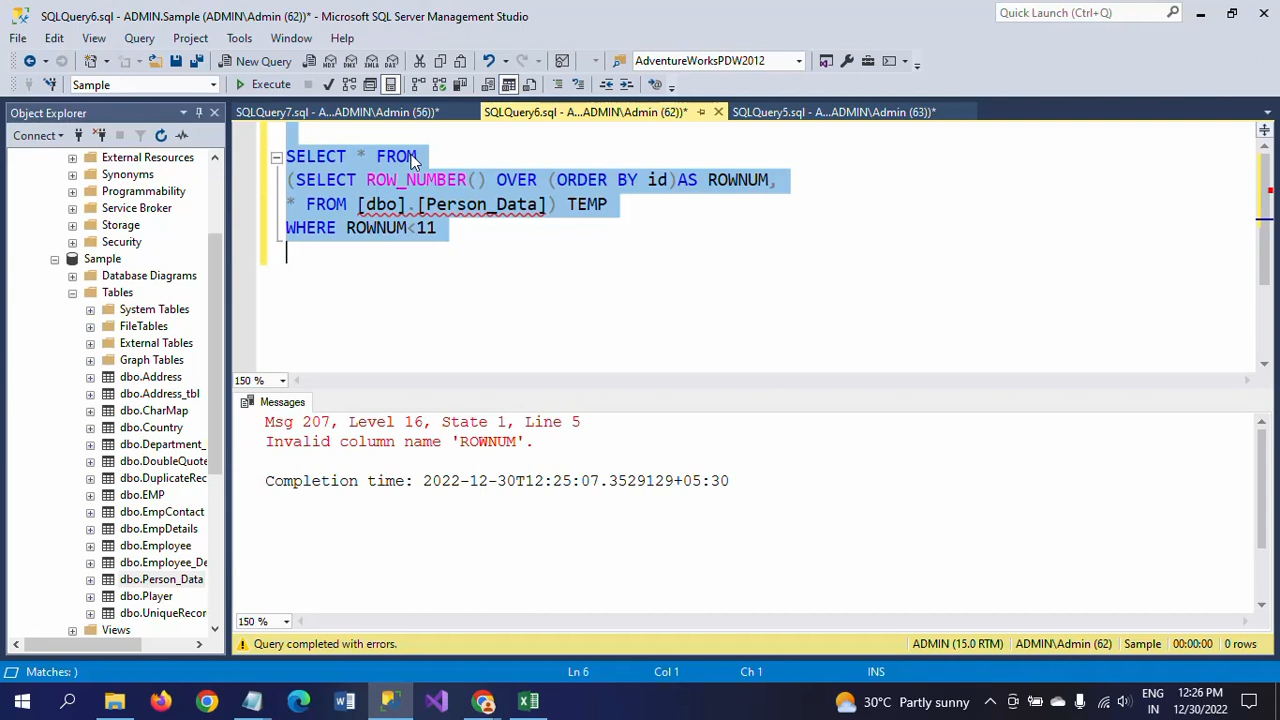 SQLQuery6.sql - ADMIN.Sample (ADMIN\Admin (62))* - Microsoft SQL Server Management Studio
Quick Launch (Ctrl+Q)
File Edit View Query Project Tools Window Help
New Query
AdventureWorksPDW2012
Sample
Execute
Object Explorer
SQLQuery7.sql - A...ADMIN\Admin (56))*
SQLQuery6.sql - A...ADMIN\Admin (62))*
SQLQuery5.sql - A...ADMIN\Admin (63))*
Connect
External Resources
Synonyms
Programmability
Service Broker
Storage
Security
Sample
Database Diagrams
Tables
System Tables
FileTables
External Tables
Graph Tables
dbo.Address
dbo.Address_tbl
dbo.CharMap
dbo.Country
dbo.Department_
dbo.DoubleQuote
dbo.DuplicateRec
dbo.EMP
dbo.EmpContact
dbo.EmpDetails
dbo.Employee
dbo.Employee_De
dbo.Person_Data
dbo.Player
dbo.UniqueRecor
Views
SELECT * FROM
(SELECT ROW_NUMBER() OVER (ORDER BY id)AS ROWNUM,
* FROM [dbo].[Person_Data]) TEMP
WHERE ROWNUM<11
150 %
Messages
Msg 207, Level 16, State 1, Line 5
Invalid column name 'ROWNUM'.
Completion time: 2022-12-30T12:25:07.3529129+05:30
150 %
Query completed with errors.
ADMIN (15.0 RTM)
ADMIN\Admin (62)
Sample
00:00:00
0 rows
Matches: )
Ln 6
Col 1
Ch 1
INS
30°C Partly sunny
ENG
IN
12:26 PM
12/30/2022